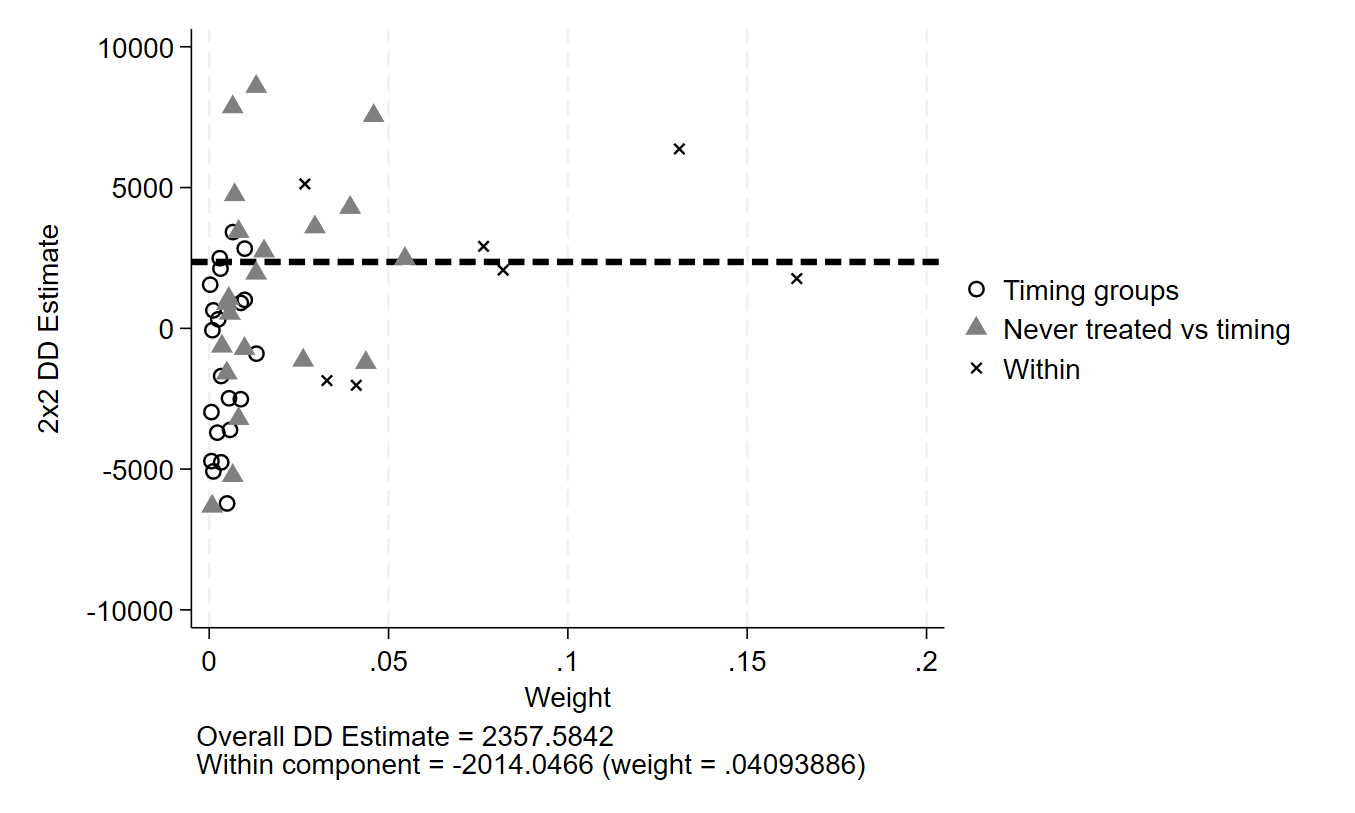 10000
5000
0
-5000
-10000
2x2 DD Estimate
0 .05 .1 .15 .2
Weight
Timing groups
Never treated vs timing
Within
Overall DD Estimate = 2357.5842
Within component = -2014.0466 (weight = .04093886)